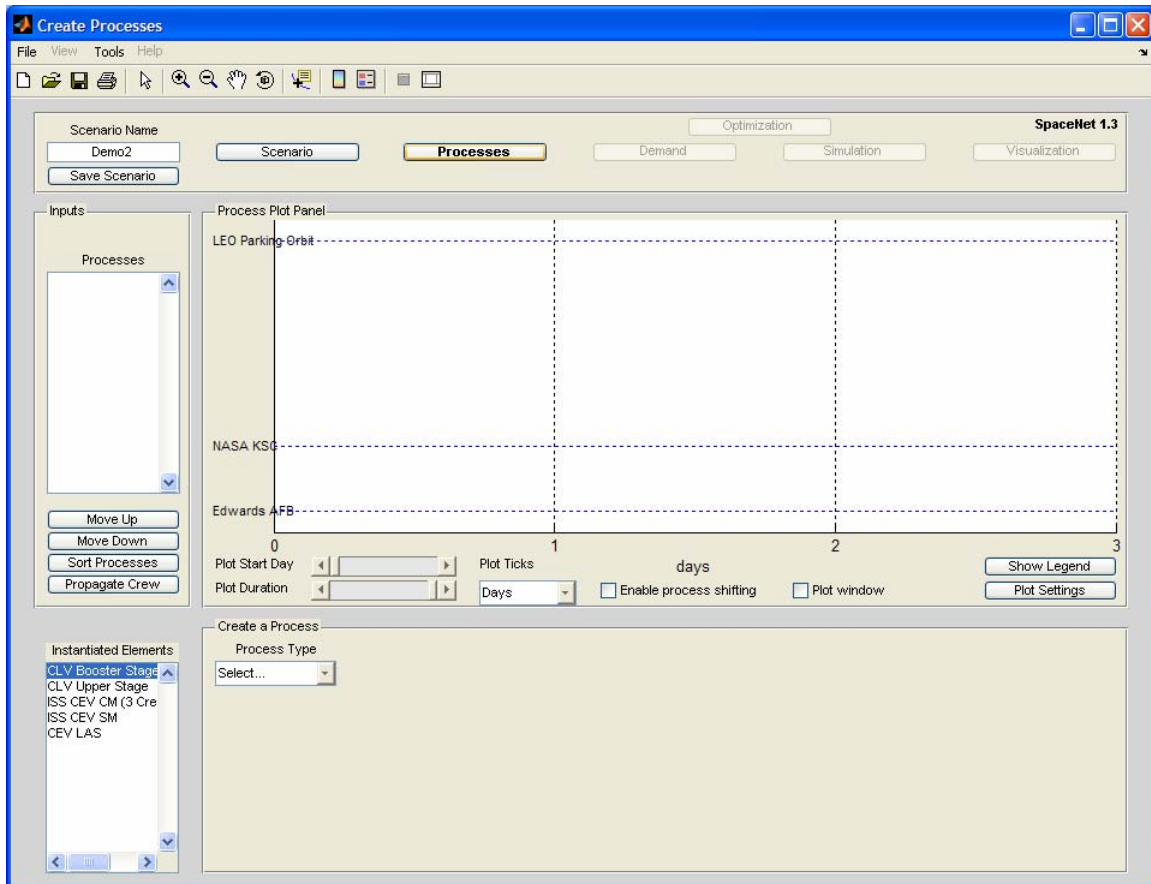 Create Processes
File View Tools Help
Optimization
SpaceNet 1.3
Scenario Name
Demo2
Scenario
Processes
Demand
Simulation
Visualization
Save Scenario
Inputs
Processes
Move Up
Move Down
Sort Processes
Propagate Crew
Process Plot Panel
LEO Parking Orbit
NASA KSC
Edwards AFB
0 1 2 3
days
Plot Start Day
Plot Ticks
Show Legend
Plot Duration
Days
Enable process shifting
Plot window
Plot Settings
Instantiated Elements
CLV Booster Stage
CLV Upper Stage
ISS CEV CM (3 Cre
ISS CEV SM
CEV LAS
Create a Process
Process Type
Select...